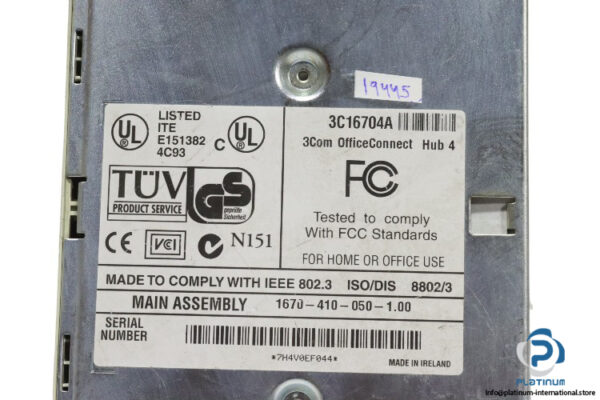 19445
UL
LISTED
ITE
E151382
4C93
C UL
3C16704A
3Com OfficeConnect Hub 4
FC
Tested to comply
With FCC Standards
FOR HOME OR OFFICE USE
TÜV
PRODUCT SERVICE
GS
geprüfte
Sicherheit
CE VCI N151
MADE TO COMPLY WITH IEEE 802.3 ISO/DIS 8802/3
MAIN ASSEMBLY 1670-410-050-1.00
SERIAL
NUMBER
*7H4V0EF044*
MADE IN IRELAND
PLATINUM
info@platinum-international.store